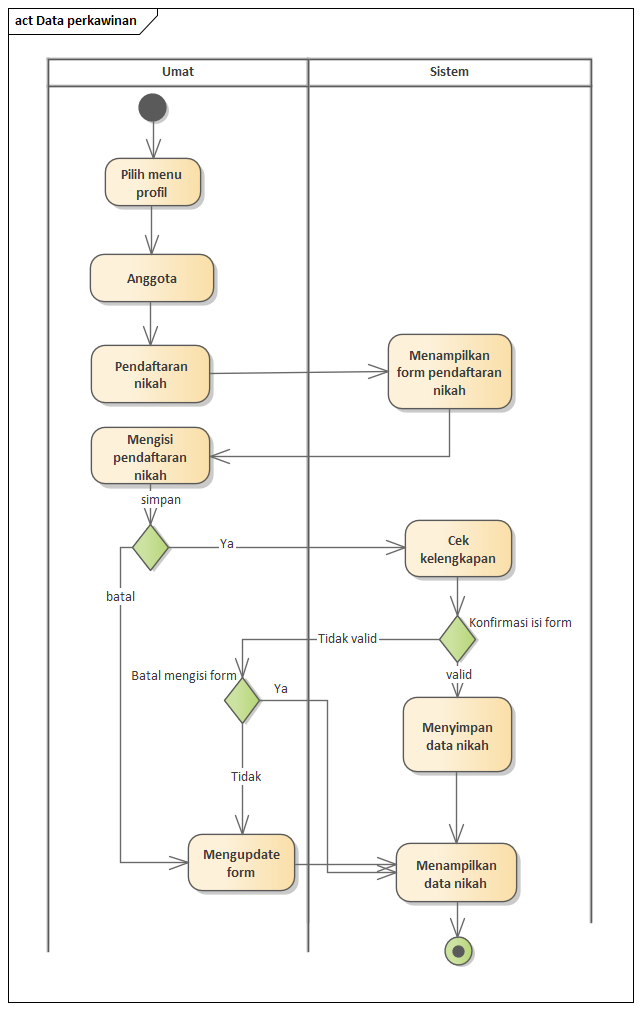 act Data perkawinan
Umat
Sistem
Pilih menu
profil
Anggota
Pendaftaran
nikah
Menampilkan
form pendaftaran
nikah
Mengisi
pendaftaran
nikah
simpan
Ya
Cek
kelengkapan
batal
Konfirmasi isi form
Tidak valid
valid
Batal mengisi form
Ya
Menyimpan
data nikah
Tidak
Mengupdate
form
Menampilkan
data nikah